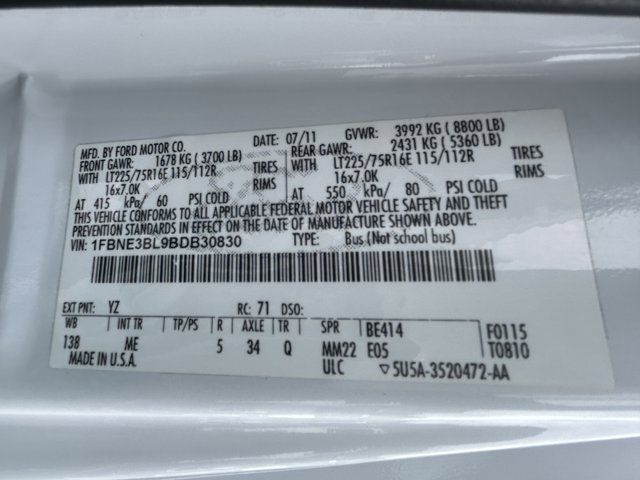 MFD. BY FORD MOTOR CO. DATE: 07/11 GVWR: 3992 KG ( 8800 LB)
FRONT GAWR: 1678 KG ( 3700 LB) REAR GAWR: 2431 KG ( 5360 LB)
WITH LT225/75R16E 115/112R TIRES WITH LT225/75R16E 115/112R TIRES
16x7.0K RIMS 16x7.0K RIMS
AT 415 kPa/ 60 PSI COLD AT 550 kPa/ 80 PSI COLD
THIS VEHICLE CONFORMS TO ALL APPLICABLE FEDERAL MOTOR VEHICLE SAFETY AND THEFT
PREVENTION STANDARDS IN EFFECT ON THE DATE OF MANUFACTURE SHOWN ABOVE.
VIN: 1FBNE3BL9BDB30830 TYPE: Bus (Not school bus)
EXT PNT: YZ RC: 71 DSO:
WB INT TR TP/PS R AXLE TR SPR BE414 F0115
138 ME 5 34 Q MM22 E05 T0810
MADE IN U.S.A. ULC ▽5U5A-3520472-AA